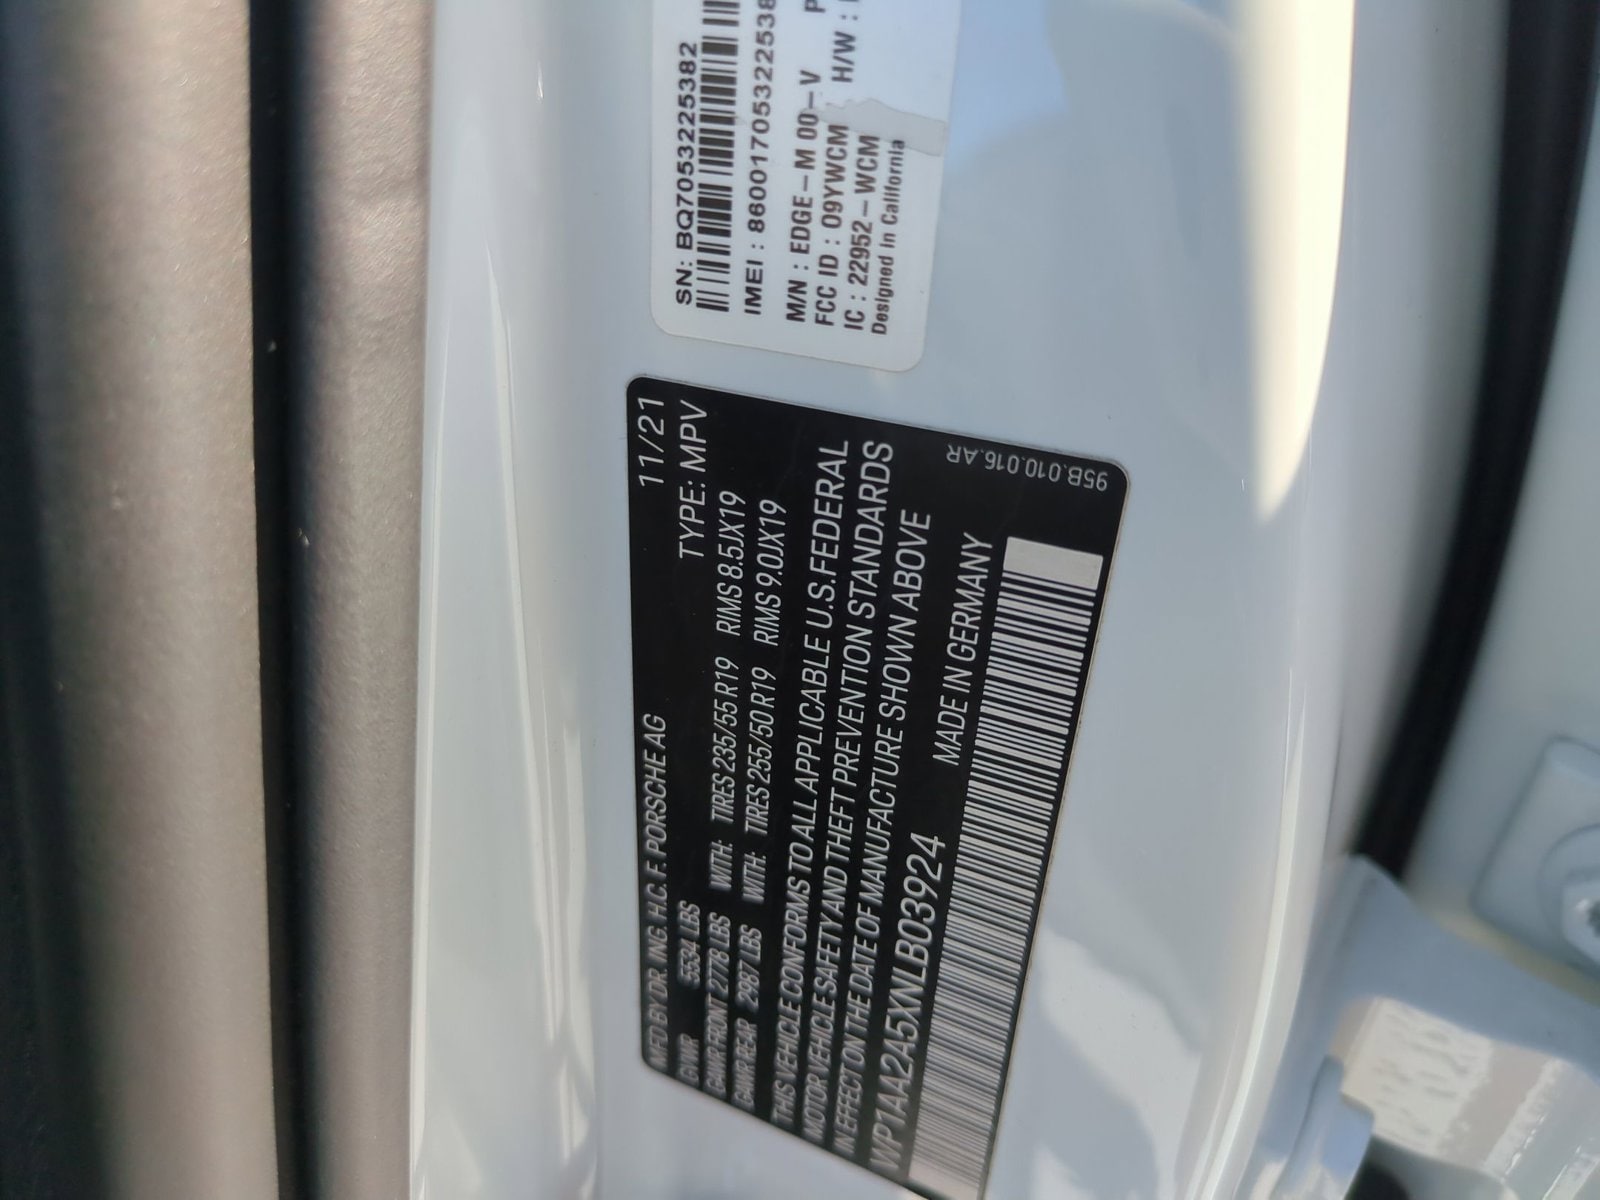 SN: BQ7053225382
IMEI : 86001705322538
M/N : EDGE-M 00-V P
FCC ID : O9YWCM H/W :
IC : 22952-WCM
Designed in California
11/21
MFD BY DR. ING. H.C. F. PORSCHE AG
TYPE: MPV
GVWR 5534 LBS
GAWR FRONT 2778 LBS WITH: TIRES 235/55 R19 RIMS 8.5JX19
GAWR REAR 2987 LBS WITH: TIRES 255/50 R19 RIMS 9.0JX19
THIS VEHICLE CONFORMS TO ALL APPLICABLE U.S. FEDERAL
MOTOR VEHICLE SAFETY AND THEFT PREVENTION STANDARDS
IN EFFECT ON THE DATE OF MANUFACTURE SHOWN ABOVE
WP1AA2A5XNLB03924 MADE IN GERMANY
95B.010.016.AR